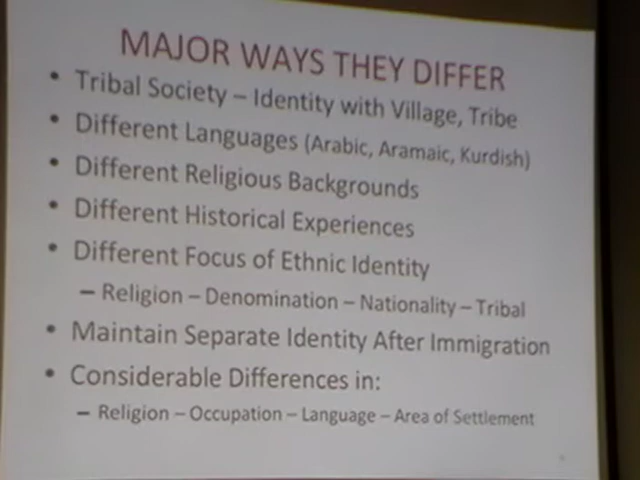 MAJOR WAYS THEY DIFFER
• Tribal Society – Identity with Village, Tribe
• Different Languages (Arabic, Aramaic, Kurdish)
• Different Religious Backgrounds
• Different Historical Experiences
• Different Focus of Ethnic Identity
– Religion – Denomination – Nationality – Tribal
• Maintain Separate Identity After Immigration
• Considerable Differences in:
– Religion – Occupation – Language – Area of Settlement